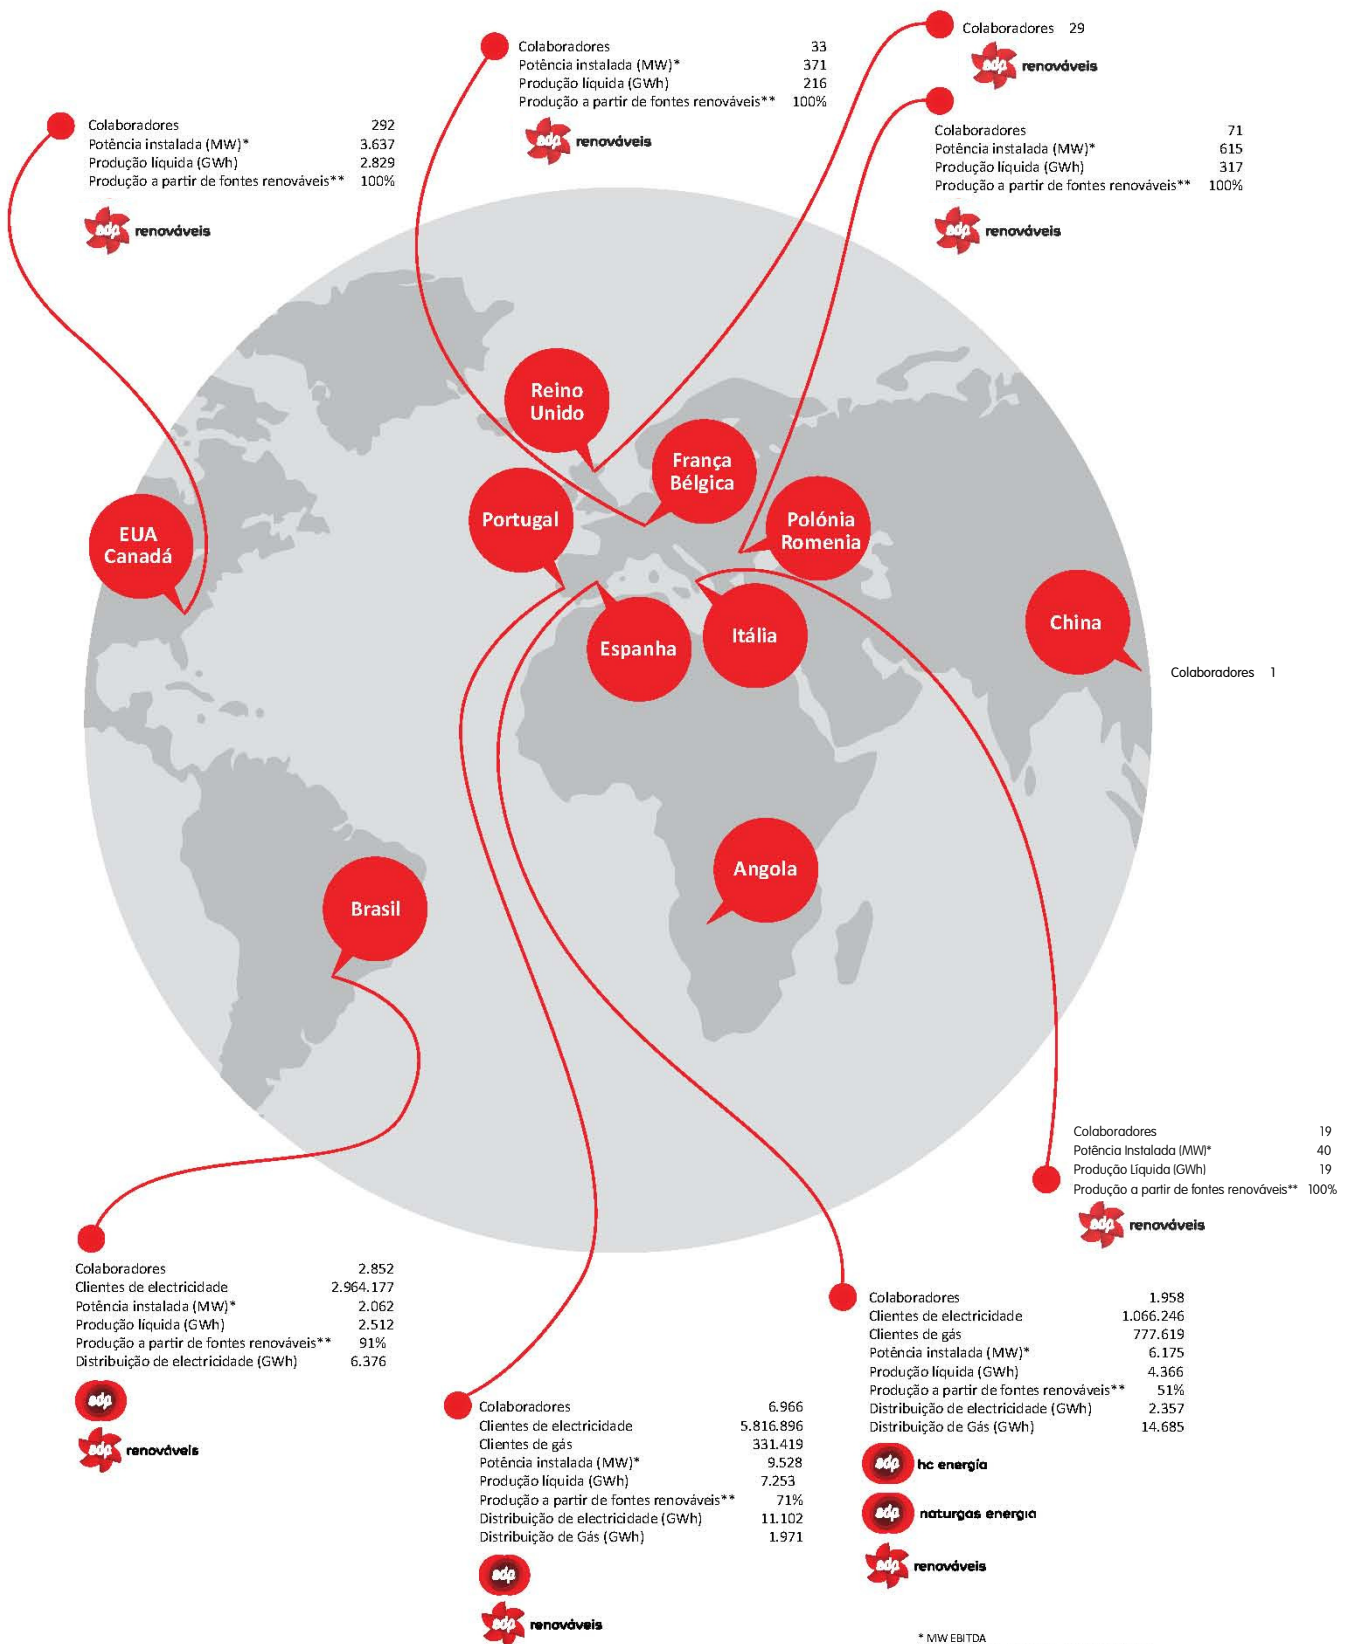 Colaboradores 33
Potência instalada (MW)* 371
Produção líquida (GWh) 216
Produção a partir de fontes renováveis** 100%
edp renováveis
Colaboradores 29
edp renováveis
Colaboradores 292
Potência instalada (MW)* 3.637
Produção líquida (GWh) 2.829
Produção a partir de fontes renováveis** 100%
edp renováveis
Colaboradores 71
Potência instalada (MW)* 615
Produção líquida (GWh) 317
Produção a partir de fontes renováveis** 100%
edp renováveis
Reino
Unido
França
Bélgica
Portugal
Polónia
Romenia
EUA
Canadá
Espanha
Itália
China
Colaboradores 1
Angola
Brasil
Colaboradores 19
Potência Instalada (MW)* 40
Produção Líquida (GWh) 19
Produção a partir de fontes renováveis** 100%
edp renováveis
Colaboradores 2.852
Clientes de electricidade 2.964.177
Potência instalada (MW)* 2.062
Produção líquida (GWh) 2.512
Produção a partir de fontes renováveis** 91%
Distribuição de electricidade (GWh) 6.376
edp
edp renováveis
Colaboradores 6.966
Clientes de electricidade 5.816.896
Clientes de gás 331.419
Potência instalada (MW)* 9.528
Produção líquida (GWh) 7.253
Produção a partir de fontes renováveis** 71%
Distribuição de electricidade (GWh) 11.102
Distribuição de Gás (GWh) 1.971
edp
edp renováveis
Colaboradores 1.958
Clientes de electricidade 1.066.246
Clientes de gás 777.619
Potência instalada (MW)* 6.175
Produção líquida (GWh) 4.366
Produção a partir de fontes renováveis** 51%
Distribuição de electricidade (GWh) 2.357
Distribuição de Gás (GWh) 14.685
edp hc energía
edp naturgas energia
edp renováveis
* MW EBITDA